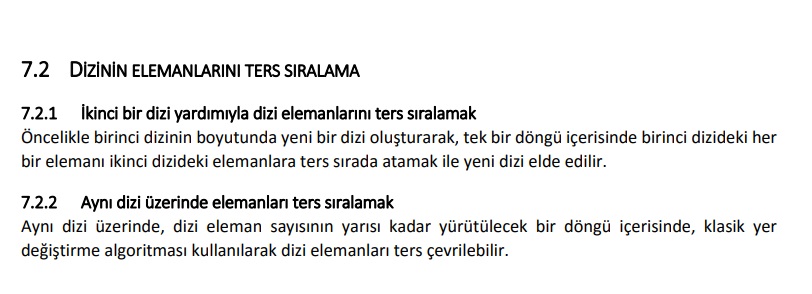 7.2 DİZİNİN ELEMANLARINI TERS SIRALAMA
7.2.1 İkinci bir dizi yardımıyla dizi elemanlarını ters sıralamak
Öncelikle birinci dizinin boyutunda yeni bir dizi oluşturarak, tek bir döngü içerisinde birinci dizideki her
bir elemanı ikinci dizideki elemanlara ters sırada atamak ile yeni dizi elde edilir.
7.2.2 Aynı dizi üzerinde elemanları ters sıralamak
Aynı dizi üzerinde, dizi eleman sayısının yarısı kadar yürütülecek bir döngü içerisinde, klasik yer
değiştirme algoritması kullanılarak dizi elemanları ters çevrilebilir.